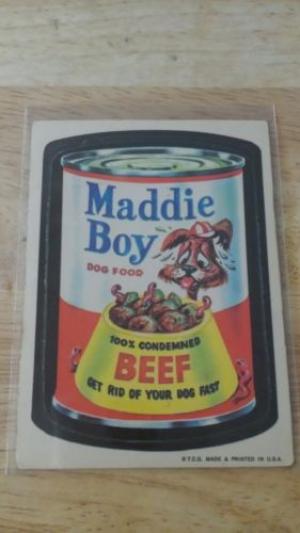 Maddie
Boy
DOG FOOD
100% CONDEMNED
BEEF
GET RID OF YOUR DOG FAST
© T.C.G. MADE & PRINTED IN U.S.A.